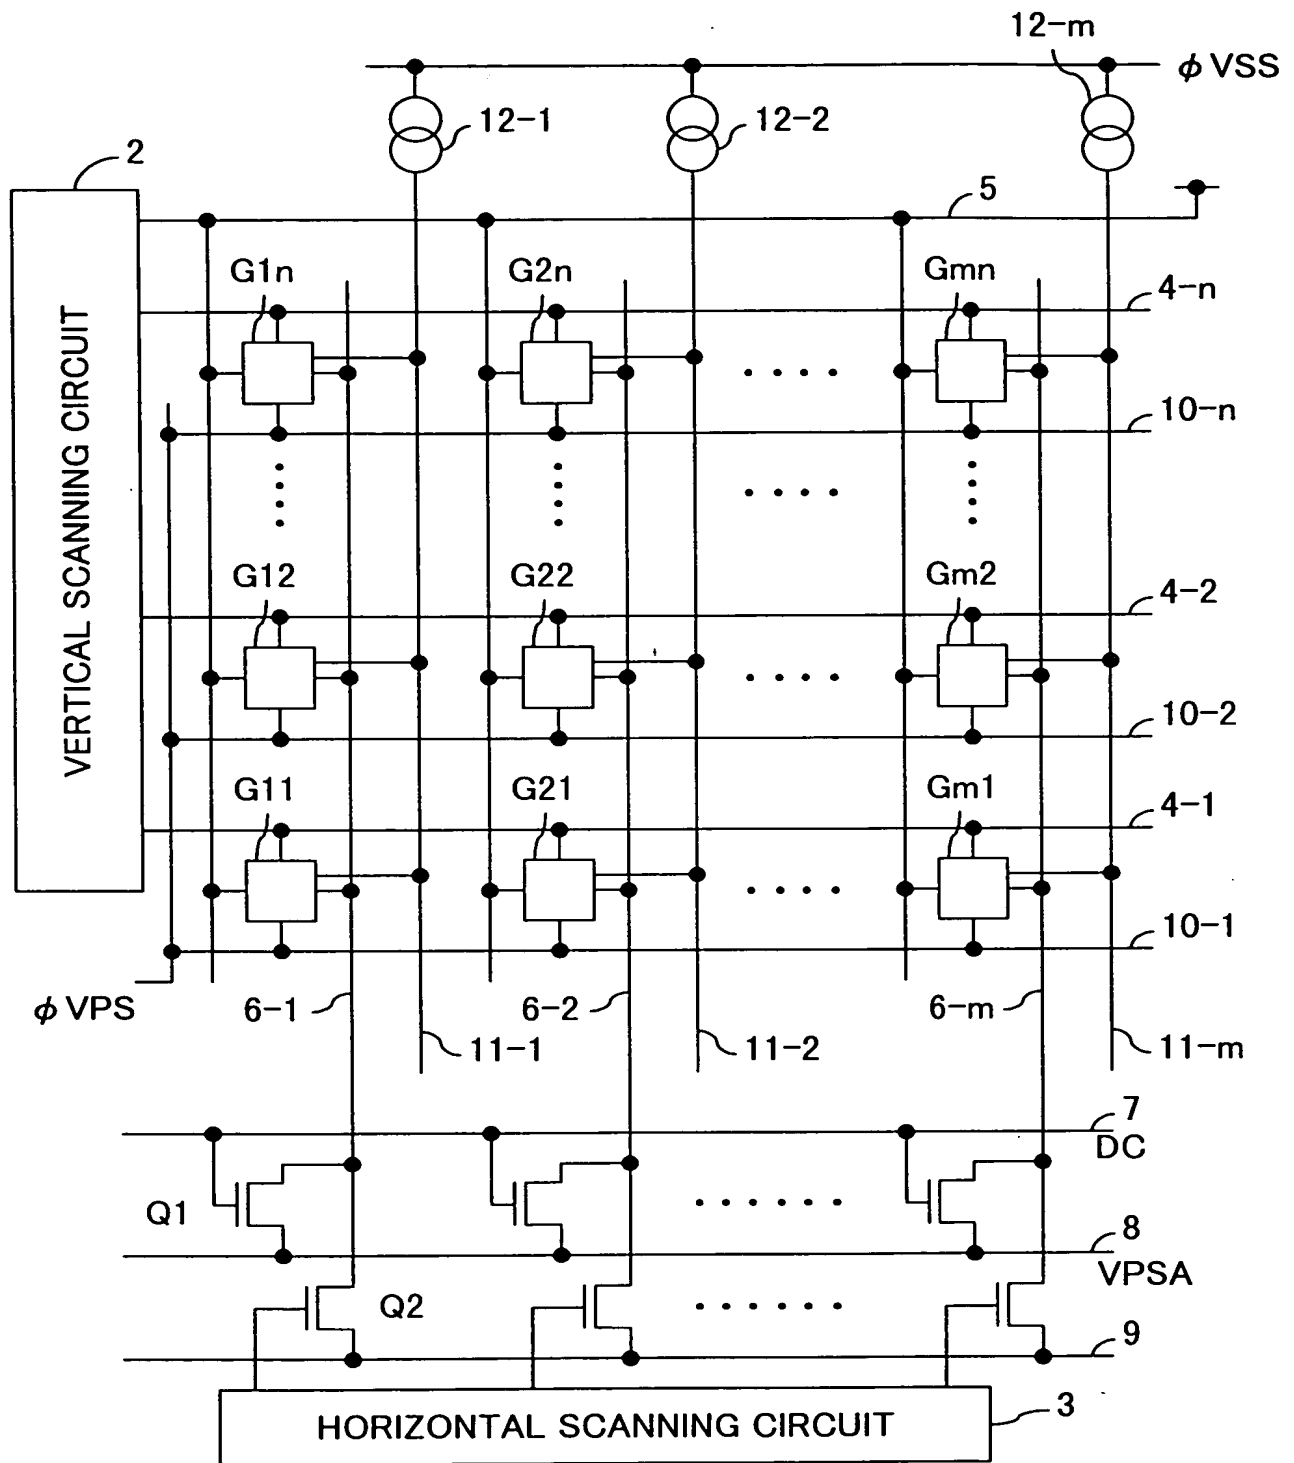 12-m
ϕ VSS
12-1
12-2
2
5
G1n
G2n
Gmn
4-n
VERTICAL SCANNING CIRCUIT
10-n
G12
G22
Gm2
4-2
10-2
G11
G21
Gm1
4-1
10-1
ϕ VPS
6-1
6-2
6-m
11-1
11-2
11-m
7
DC
Q1
8
VPSA
Q2
9
HORIZONTAL SCANNING CIRCUIT
3